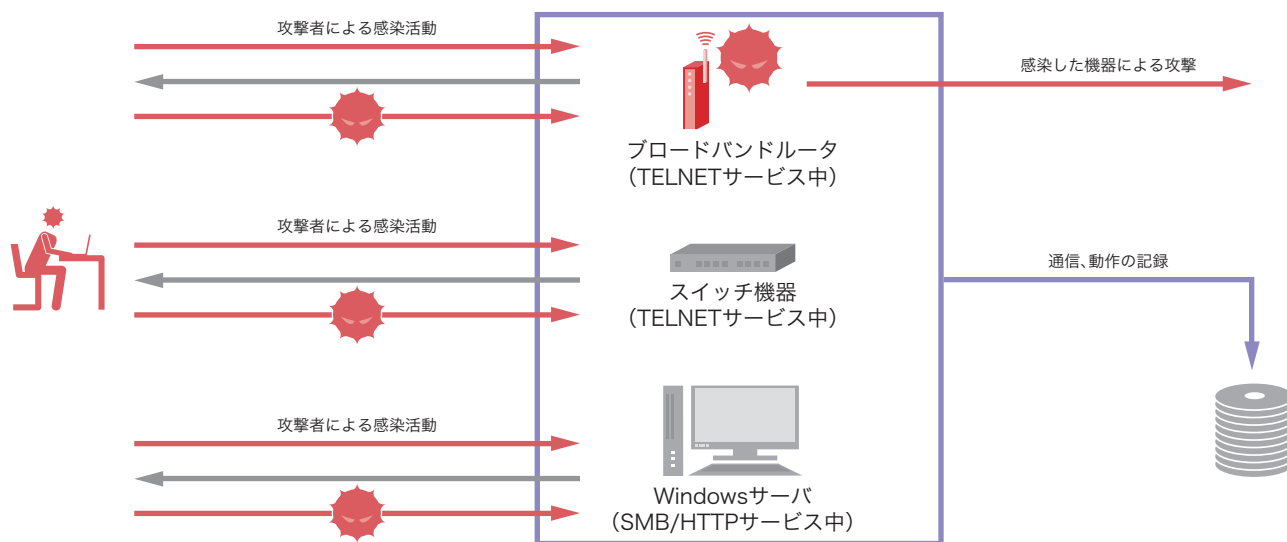 攻撃者による感染活動
感染した機器による攻撃
ブロードバンドルータ
（TELNETサービス中）
攻撃者による感染活動
通信、動作の記録
スイッチ機器
（TELNETサービス中）
攻撃者による感染活動
Windowsサーバ
（SMB/HTTPサービス中）